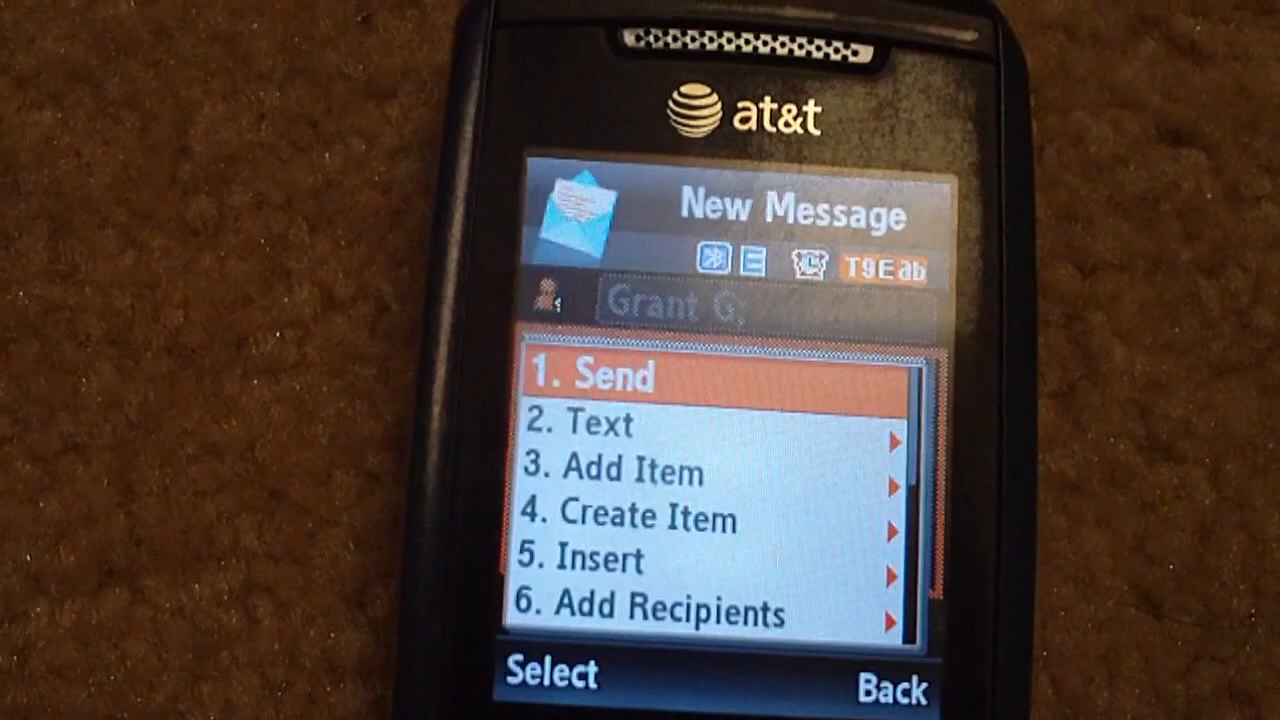 at&t
New Message
T9Eab
Grant G;
1. Send
2. Text
3. Add Item
4. Create Item
5. Insert
6. Add Recipients
Select
Back